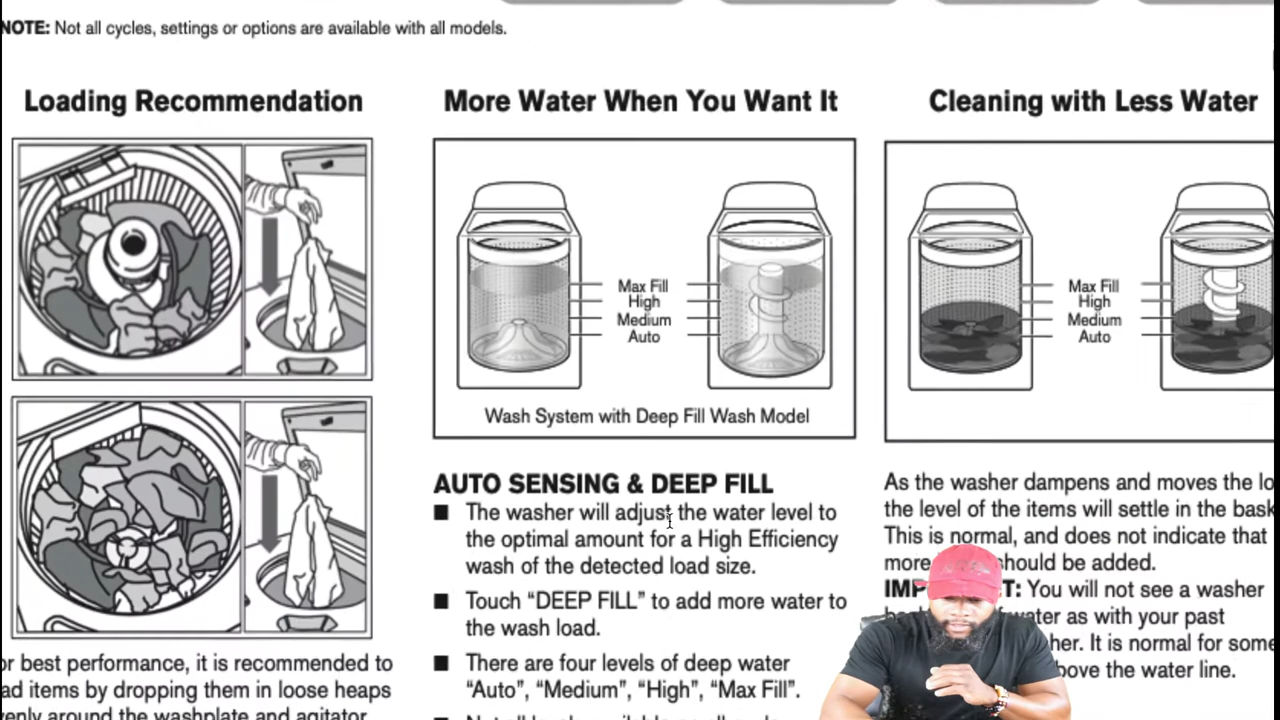 NOTE: Not all cycles, settings or options are available with all models.
Loading Recommendation
More Water When You Want It
Max Fill
High
Medium
Auto
Wash System with Deep Fill Wash Model
AUTO SENSING & DEEP FILL
■ The washer will adjust the water level to
the optimal amount for a High Efficiency
wash of the detected load size.
■ Touch “DEEP FILL” to add more water to
the wash load.
■ There are four levels of deep water
“Auto”, “Medium”, “High”, “Max Fill”.
Cleaning with Less Water
Max Fill
High
Medium
Auto
As the washer dampens and moves the lo
the level of the items will settle in the bask
This is normal, and does not indicate that
more should be added.
You will not see a washer
water as with your past
her. It is normal for some
bove the water line.
or best performance, it is recommended to
ad items by dropping them in loose heaps
venly around the washplate and agitator